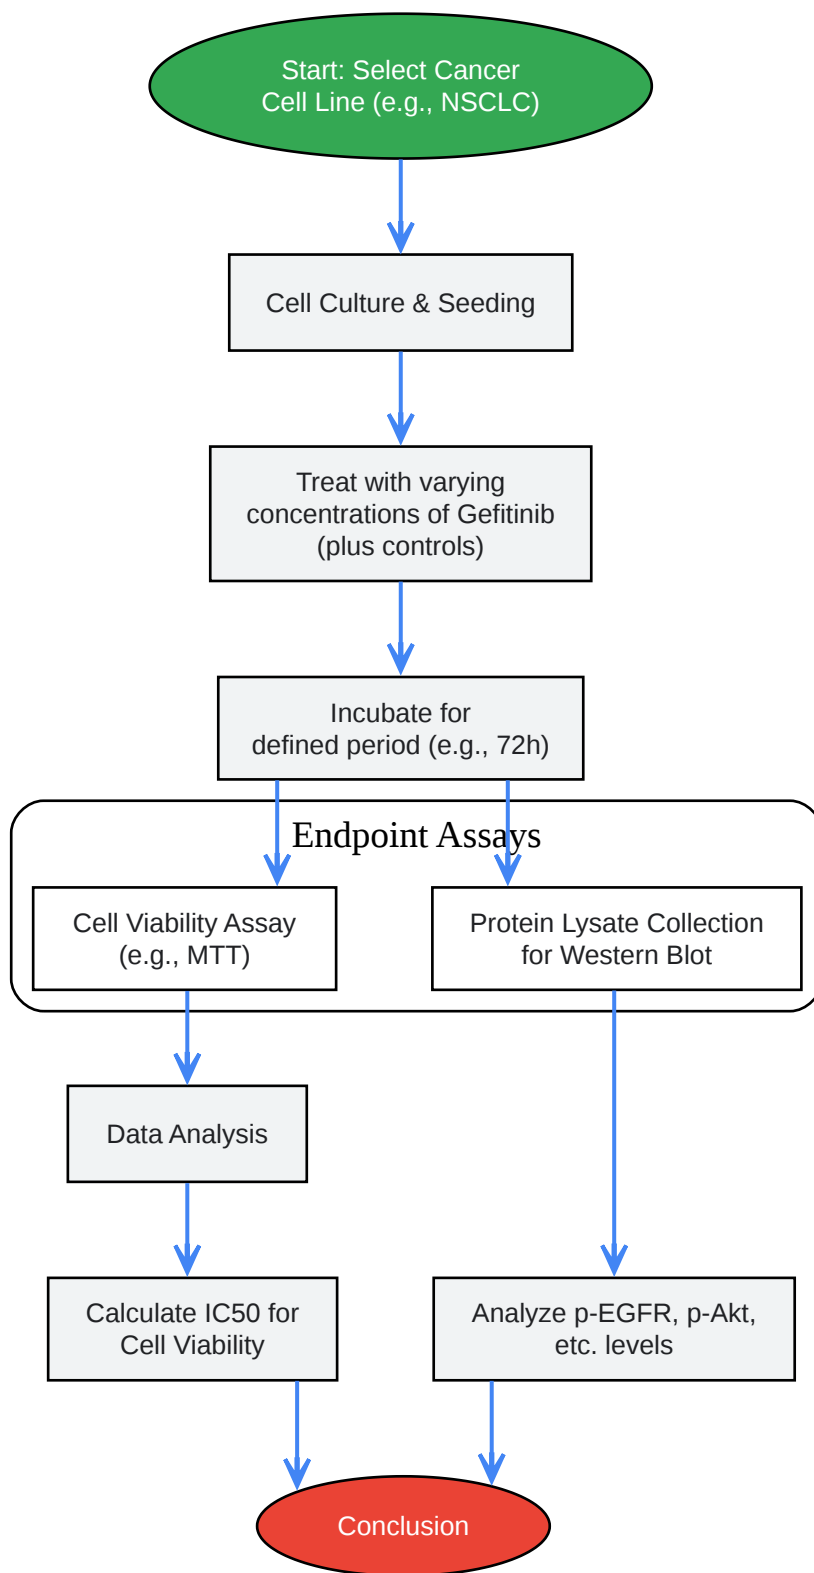 Start: Select Cancer
Cell Line (e.g., NSCLC)
Cell Culture & Seeding
Treat with varying
concentrations of Gefitinib
(plus controls)
Incubate for
defined period (e.g., 72h)
Endpoint Assays
Cell Viability Assay
(e.g., MTT)
Protein Lysate Collection
for Western Blot
Data Analysis
Calculate IC50 for
Cell Viability
Analyze p-EGFR, p-Akt,
etc. levels
Conclusion